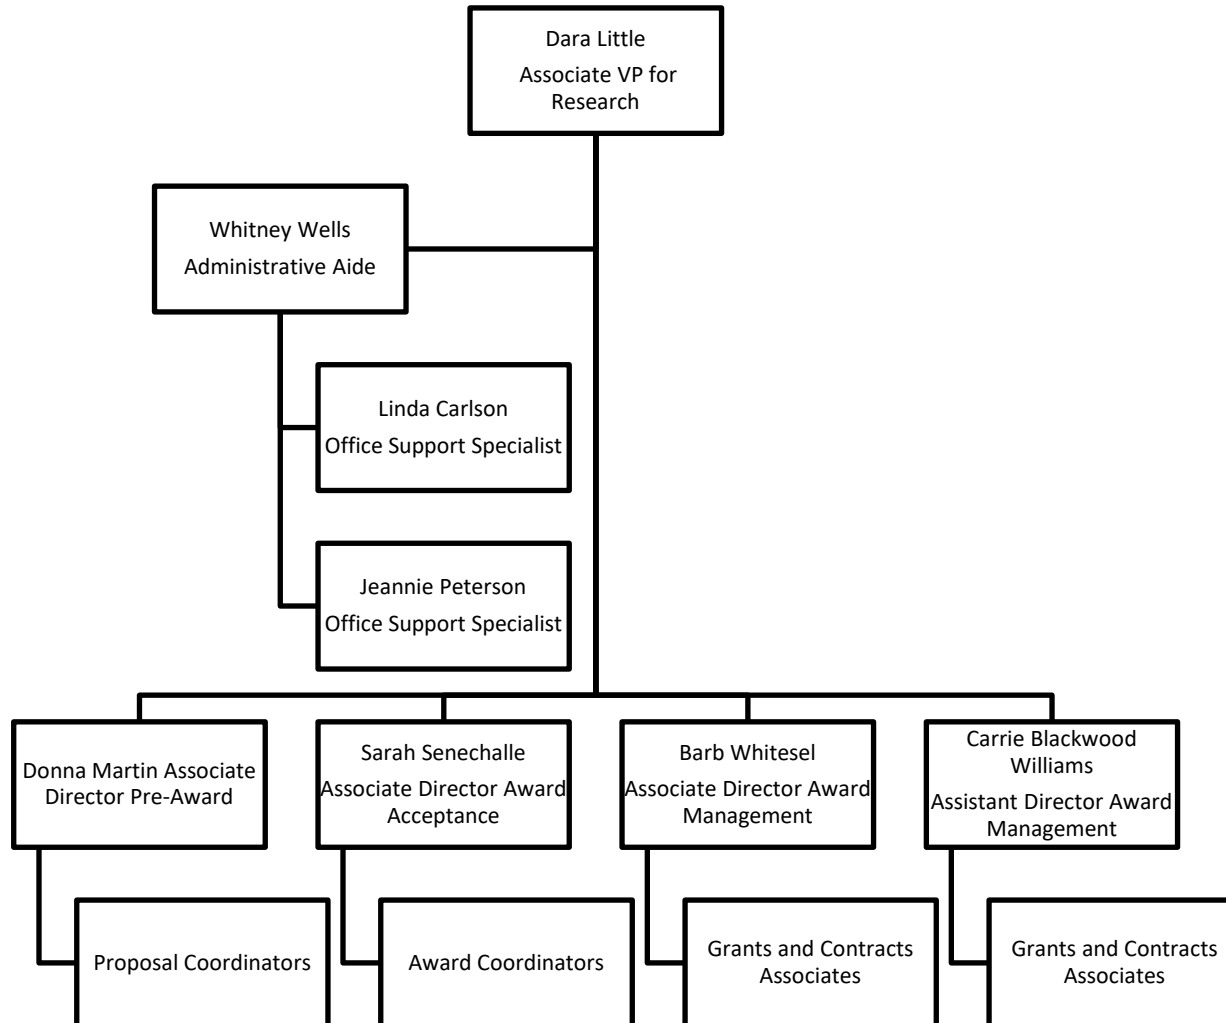 Dara Little
Associate VP for
Research
Whitney Wells
Administrative Aide
Linda Carlson
Office Support Specialist
Jeannie Peterson
Office Support Specialist
Donna Martin Associate
Director Pre-Award
Sarah Senechalle
Associate Director Award
Acceptance
Barb Whitesel
Associate Director Award
Management
Carrie Blackwood
Williams
Assistant Director Award
Management
Proposal Coordinators
Award Coordinators
Grants and Contracts
Associates
Grants and Contracts
Associates